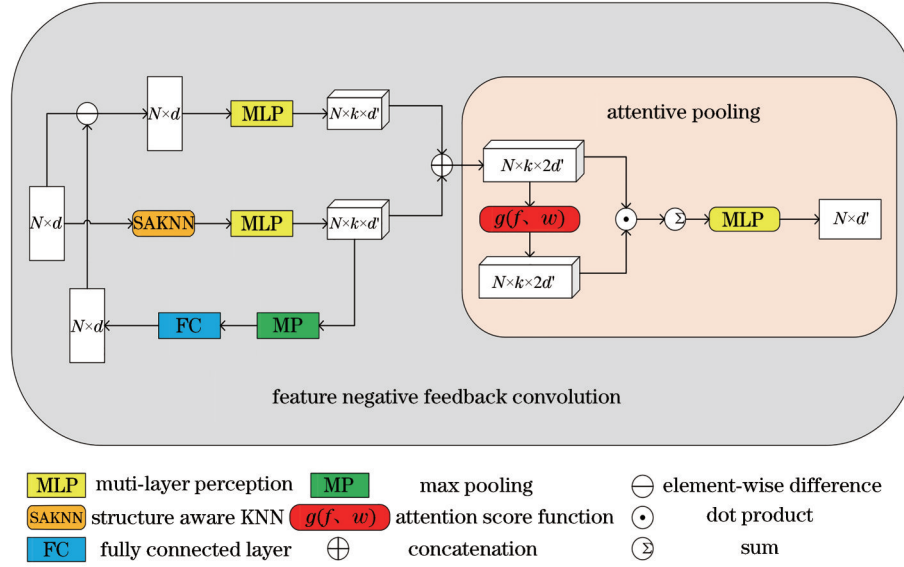 N×d
MLP
N×k×d'
attentive pooling
N×k×2d'
N×d
SAKNN
MLP
N×k×d'
g(f、w)
Σ
MLP
N×d'
N×k×2d'
N×d
FC
MP
feature negative feedback convolution
MLP muti-layer perception MP max pooling element-wise difference
SAKNN structure aware KNN g(f、w) attention score function dot product
FC fully connected layer concatenation Σ sum